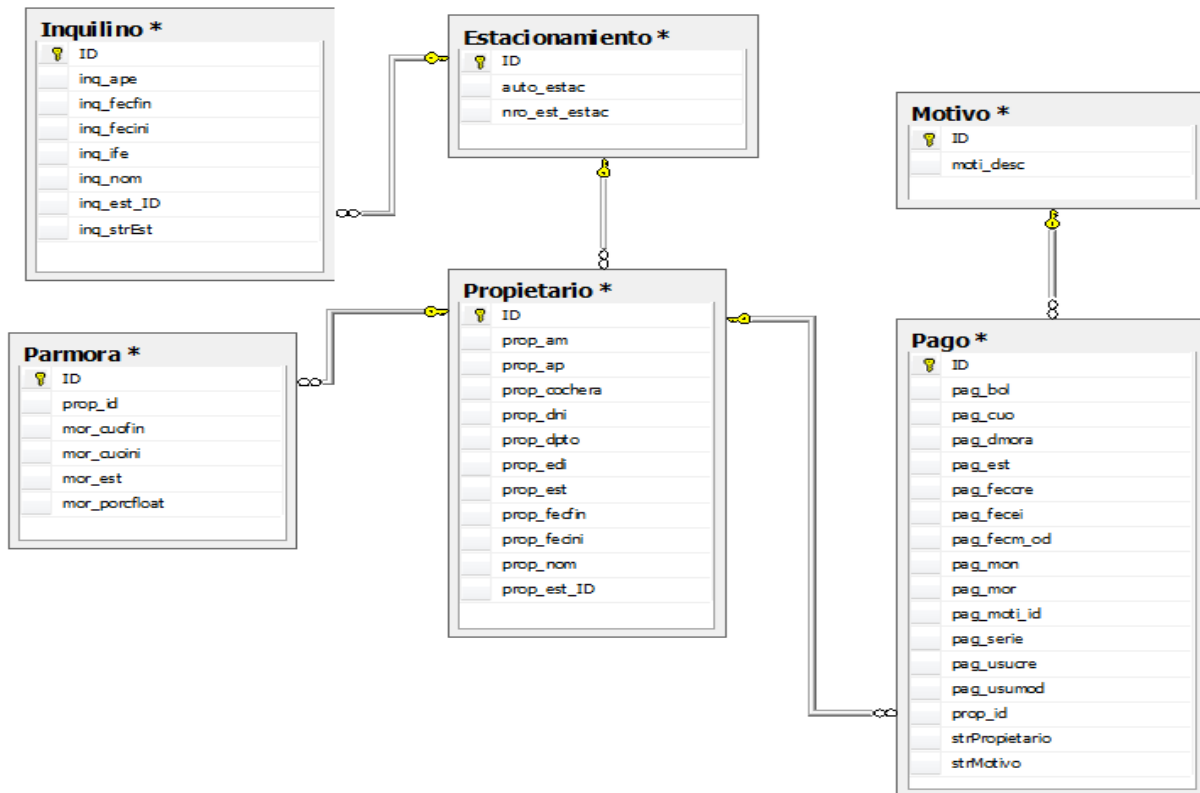 Inquilino *
ID
inq_ape
inq_fecfin
inq_fecini
inq_ife
inq_nom
inq_est_ID
inq_strEst
Estacionamiento *
ID
auto_estac
nro_est_estac
Motivo *
ID
moti_desc
Parmora *
ID
prop_id
mor_cuofin
mor_cuoini
mor_est
mor_porcfloat
Propietario *
ID
prop_am
prop_ap
prop_cochera
prop_dni
prop_dpto
prop_edi
prop_est
prop_fecfin
prop_fecini
prop_nom
prop_est_ID
Pago *
ID
pag_bol
pag_cuo
pag_dmora
pag_est
pag_feccre
pag_fecei
pag_fecm_od
pag_mon
pag_mor
pag_moti_id
pag_serie
pag_usucre
pag_usumod
prop_id
strPropietario
strMotivo